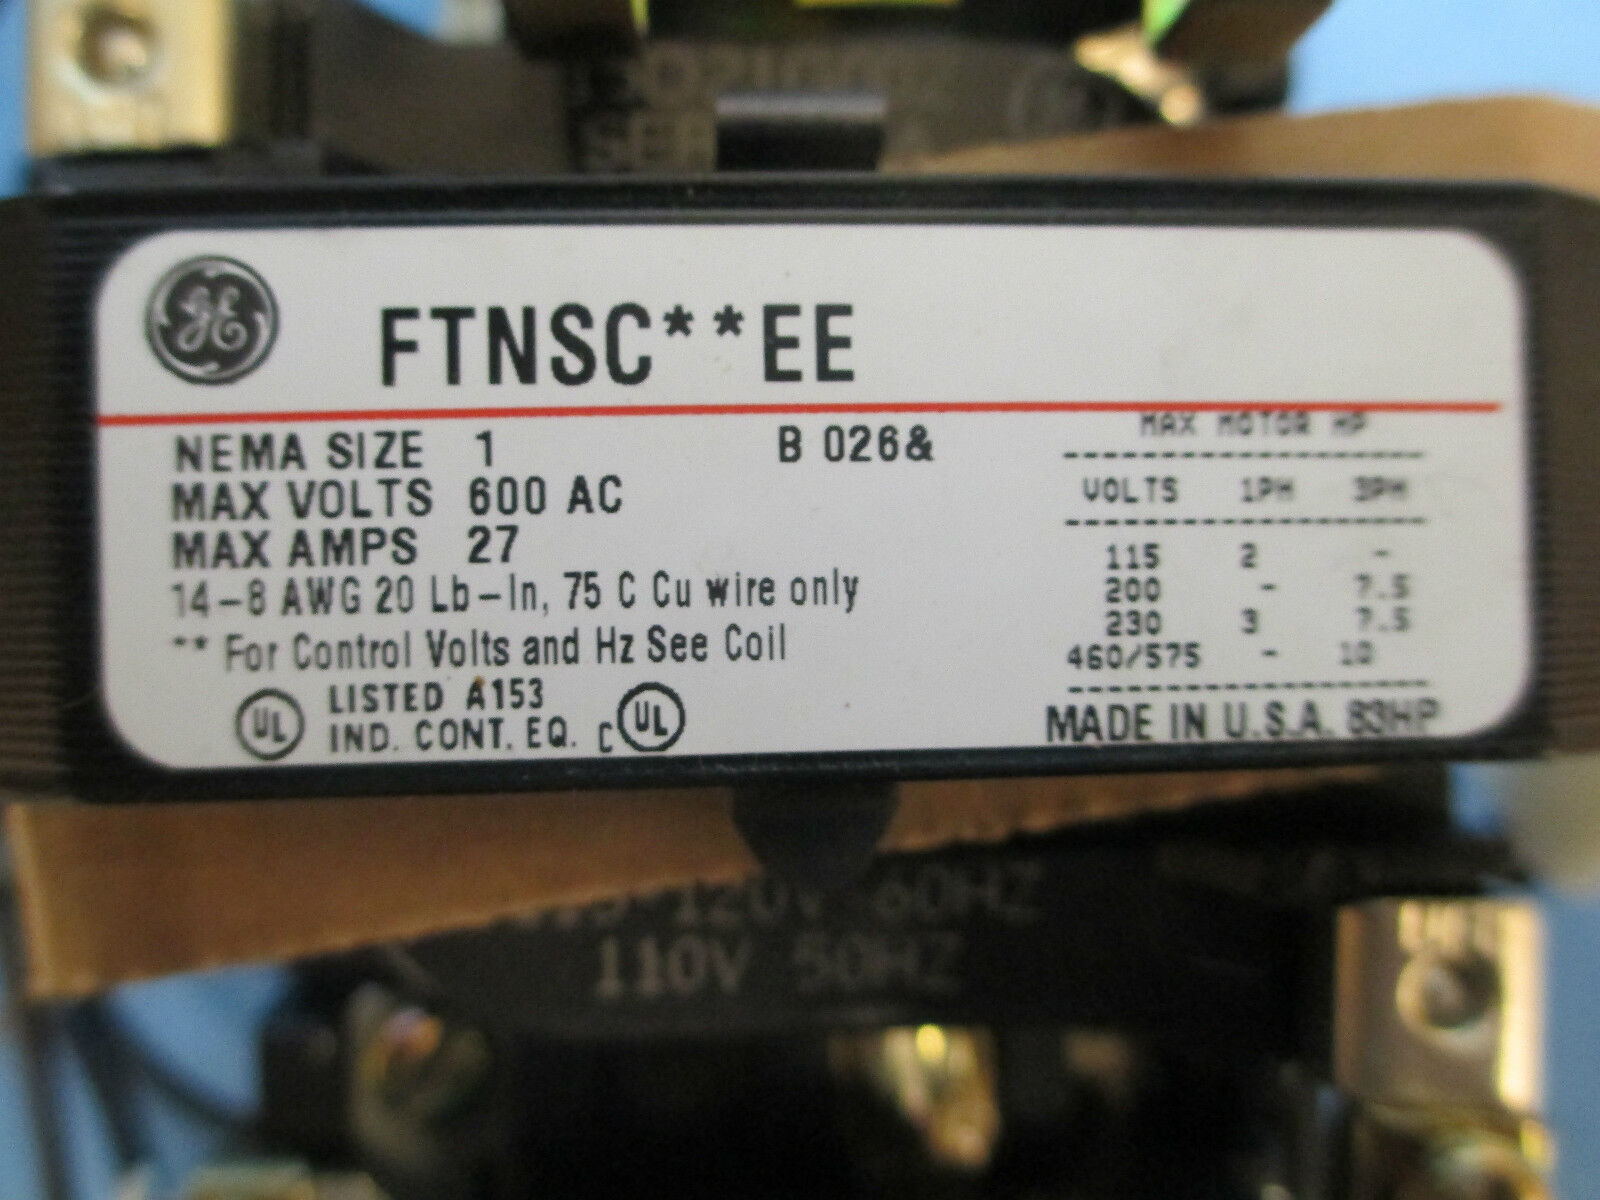 GE
FTNSC**EE
NEMA SIZE 1 B 026&
MAX VOLTS 600 AC
MAX AMPS 27
14-8 AWG 20 Lb-In, 75 C Cu wire only
** For Control Volts and Hz See Coil
UL LISTED A153
IND. CONT. EQ. C UL
MAX MOTOR HP
VOLTS 1PH 3PH
115 2 -
200 - 7.5
230 3 7.5
460/575 - 10
MADE IN U.S.A. 83HP
120V 60HZ
110V 50HZ